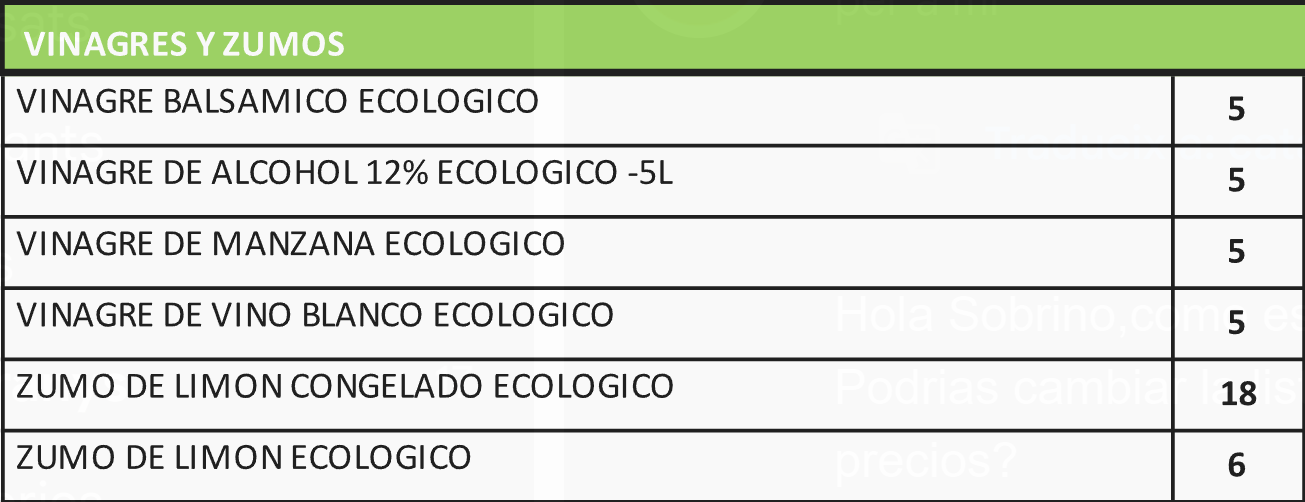 VINAGRES Y ZUMOS
VINAGRE BALSAMICO ECOLOGICO 5
VINAGRE DE ALCOHOL 12% ECOLOGICO -5L 5
VINAGRE DE MANZANA ECOLOGICO 5
VINAGRE DE VINO BLANCO ECOLOGICO 5
Hola Sobrino,com
ZUMO DE LIMON CONGELADO ECOLOGICO 18
Podrias cambiar la lis
ZUMO DE LIMON ECOLOGICO 6
precios?